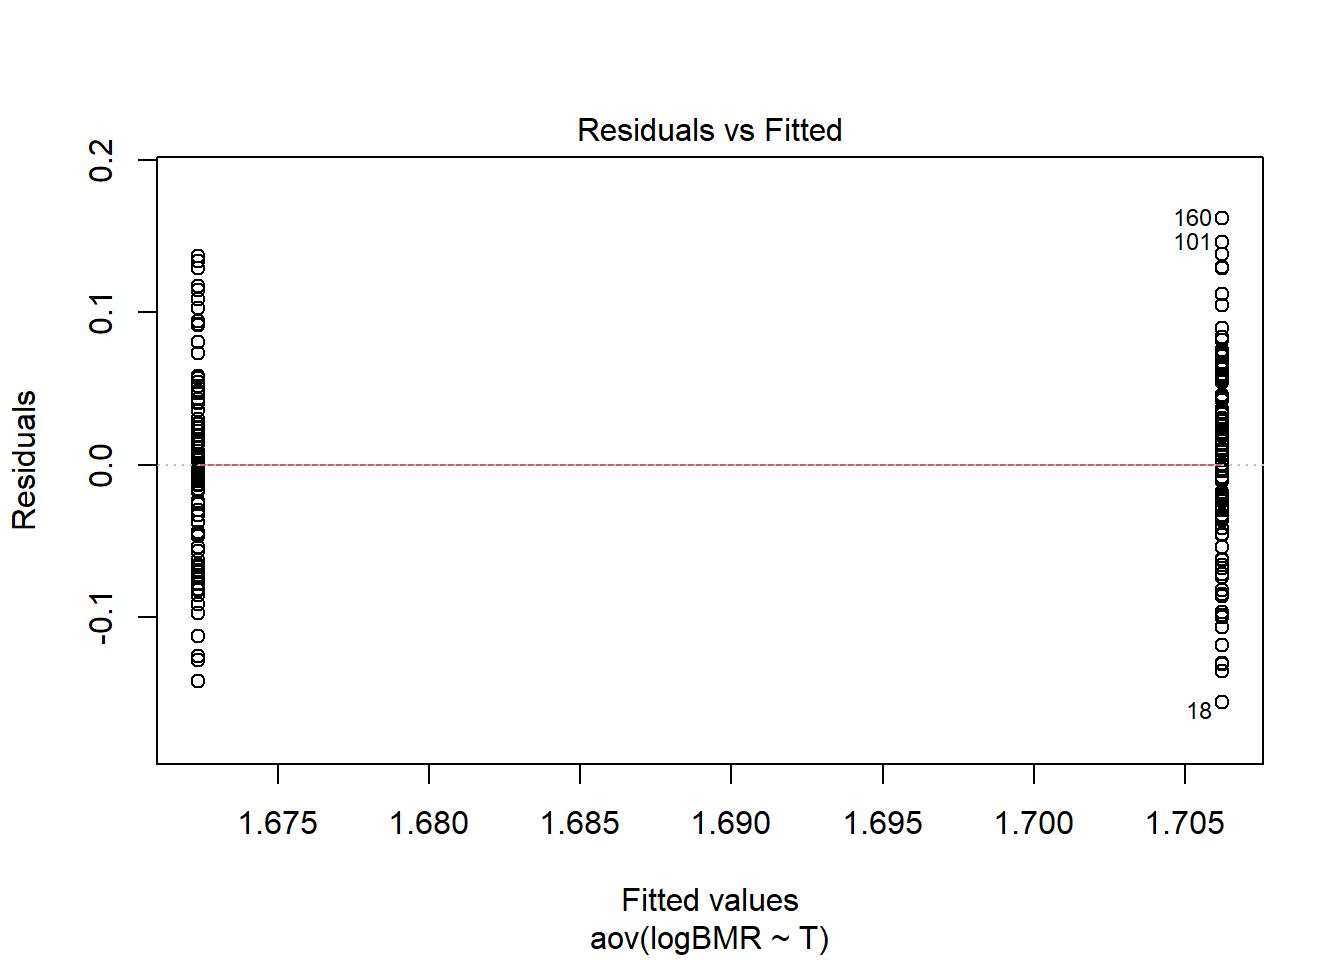 Residuals vs Fitted
0.2
0.1
0.0
-0.1
Residuals
160
101
18
1.675 1.680 1.685 1.690 1.695 1.700 1.705
Fitted values
aov(logBMR ~ T)